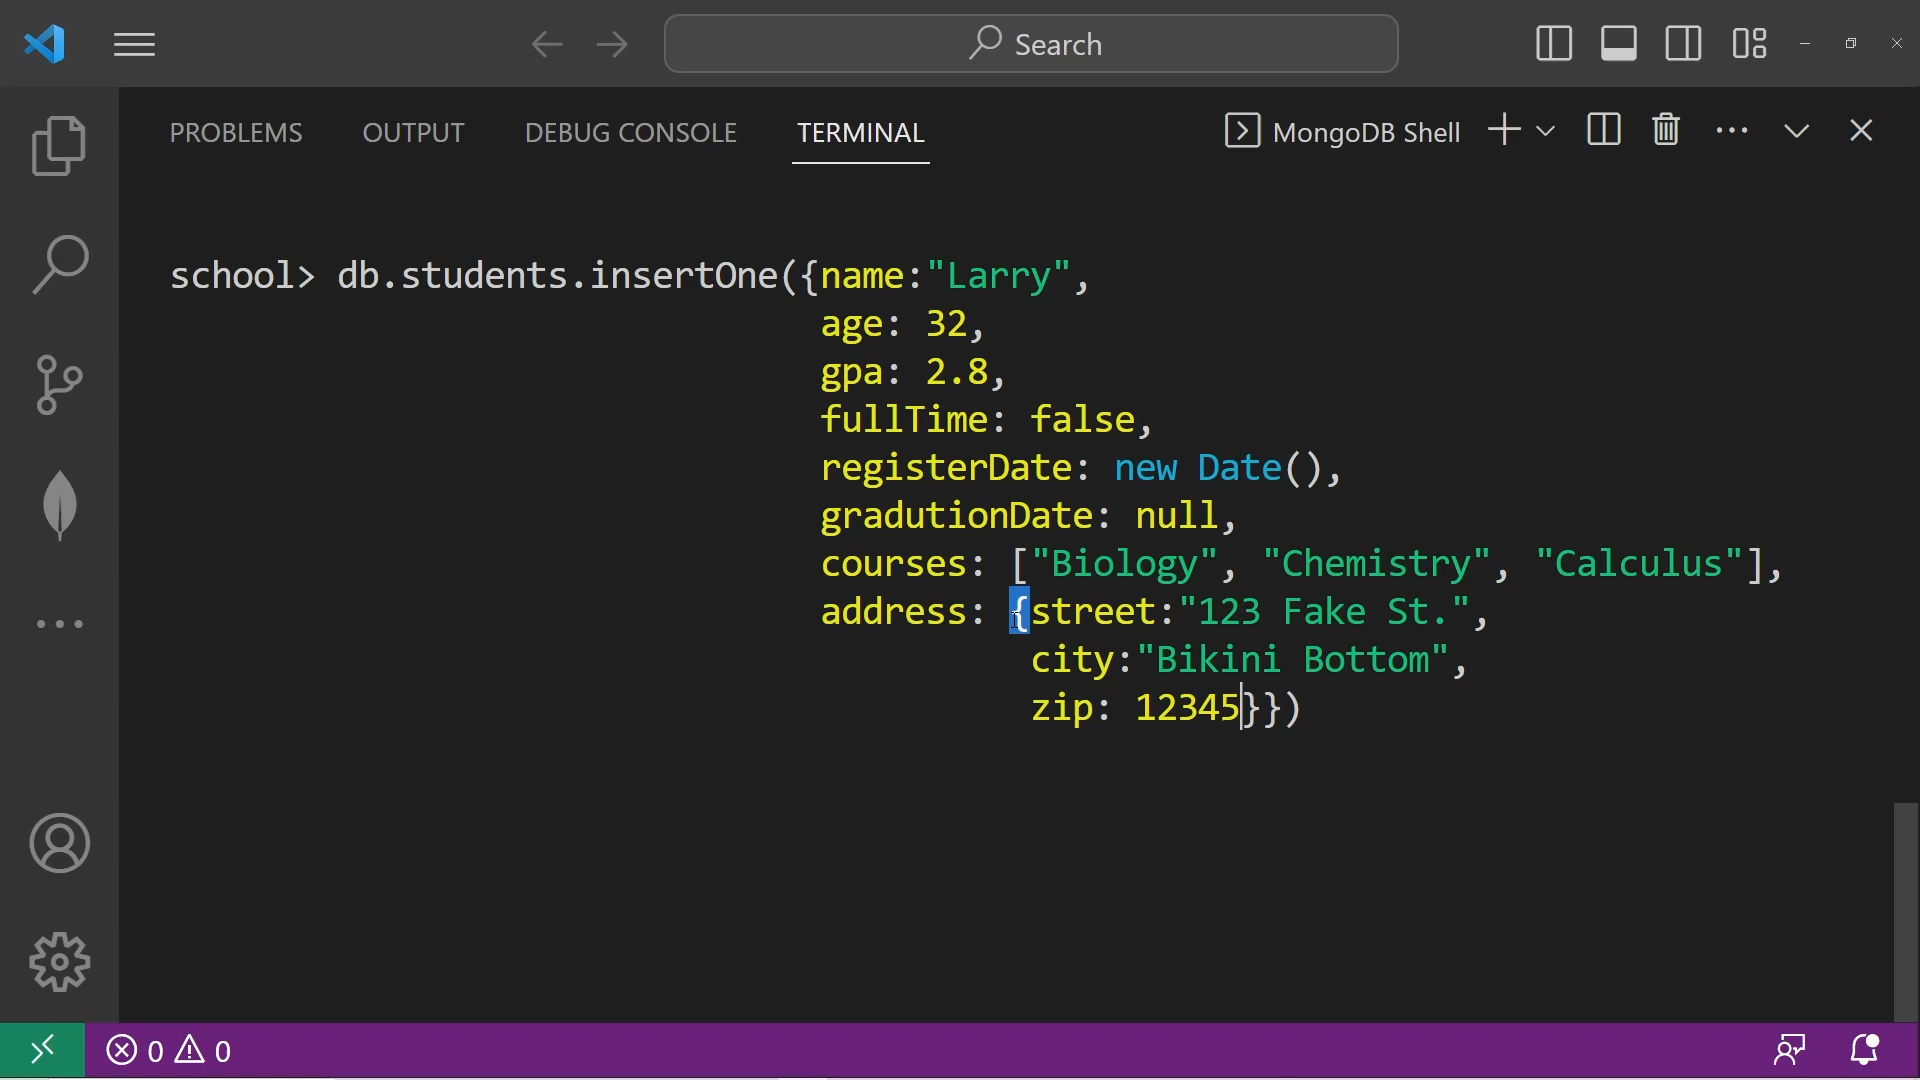 Search
PROBLEMS OUTPUT DEBUG CONSOLE TERMINAL MongoDB Shell
school> db.students.insertOne({name:"Larry",
age: 32,
gpa: 2.8,
fullTime: false,
registerDate: new Date(),
gradutionDate: null,
courses: ["Biology", "Chemistry", "Calculus"],
address: {street:"123 Fake St.",
city:"Bikini Bottom",
zip: 12345}})
0 0